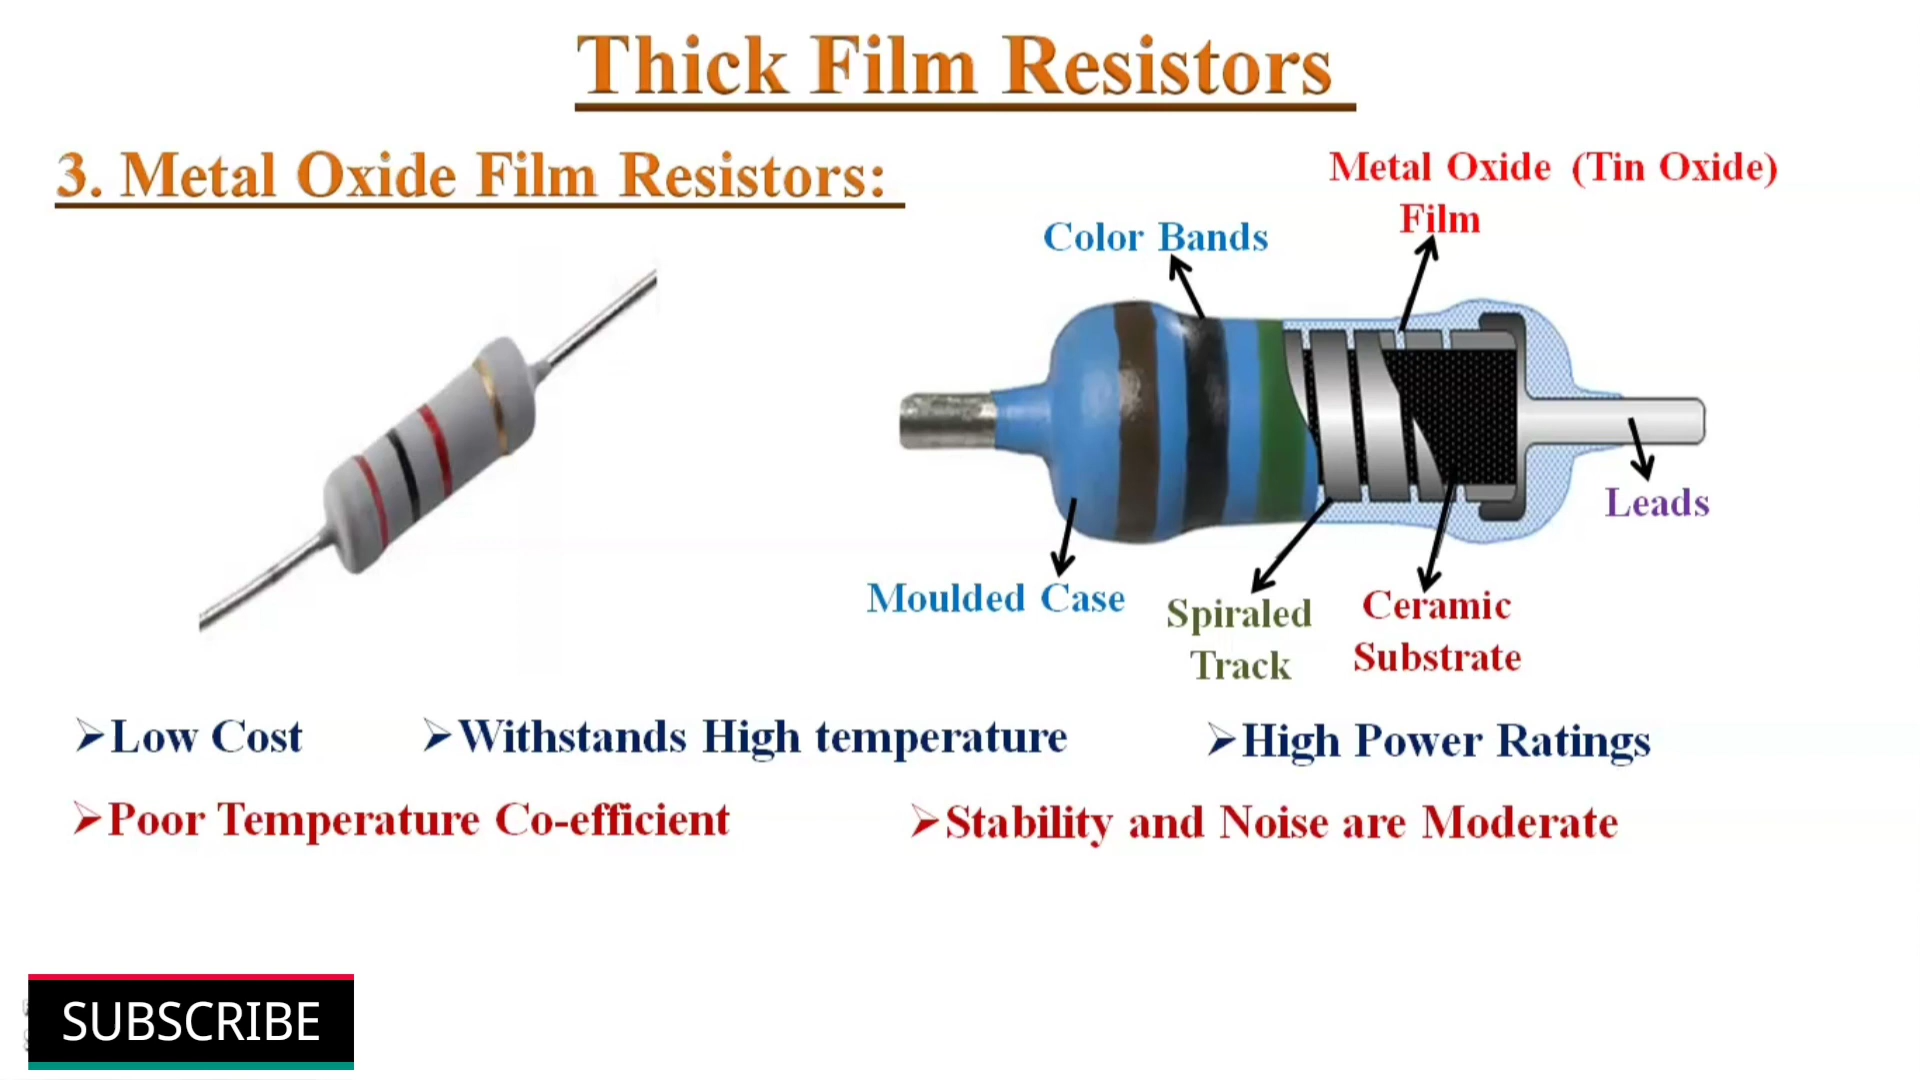 Thick Film Resistors
3. Metal Oxide Film Resistors:
Metal Oxide (Tin Oxide)
Film
Color Bands
Leads
Moulded Case
Spiraled
Track
Ceramic
Substrate
➢Low Cost
➢Withstands High temperature
➢High Power Ratings
➢Poor Temperature Co-efficient
➢Stability and Noise are Moderate
SUBSCRIBE